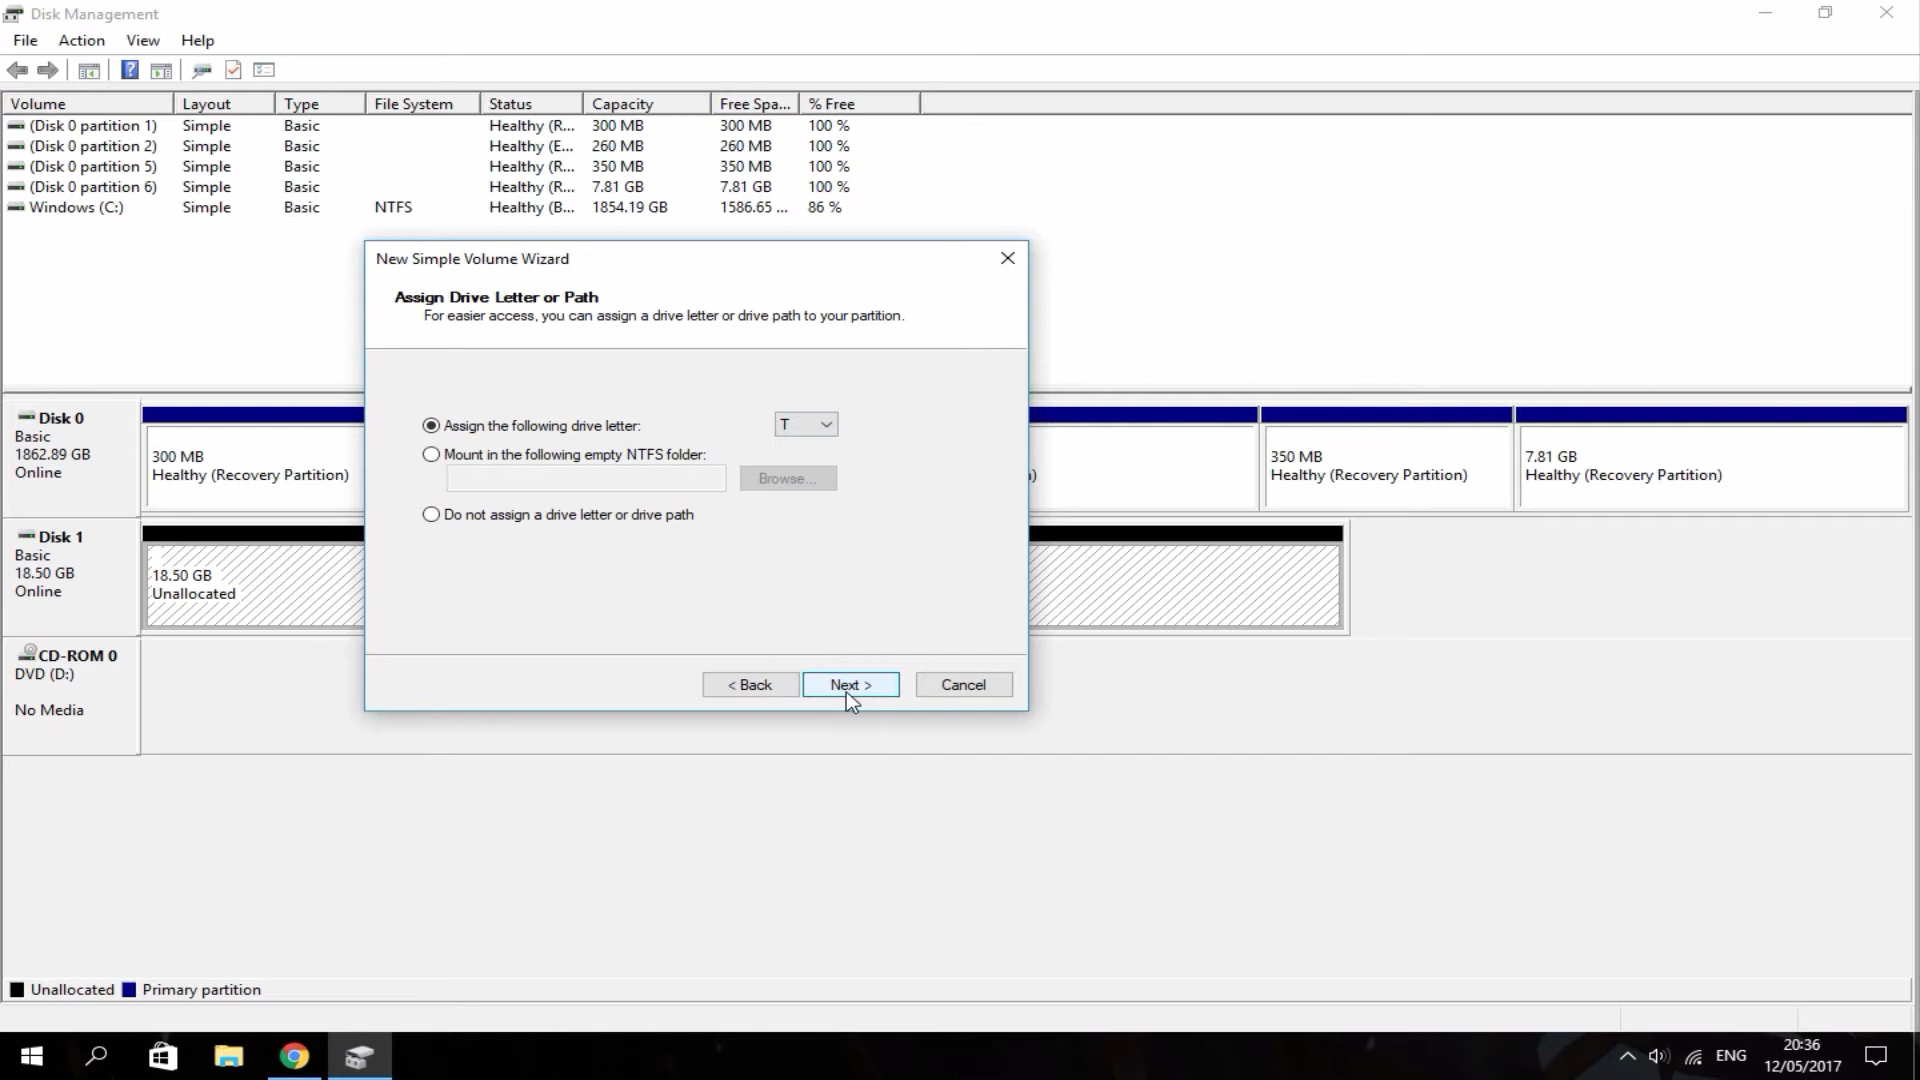 Disk Management
File Action View Help
Volume Layout Type File System Status Capacity Free Spa... % Free
(Disk 0 partition 1) Simple Basic Healthy (R... 300 MB 300 MB 100 %
(Disk 0 partition 2) Simple Basic Healthy (E... 260 MB 260 MB 100 %
(Disk 0 partition 5) Simple Basic Healthy (R... 350 MB 350 MB 100 %
(Disk 0 partition 6) Simple Basic Healthy (R... 7.81 GB 7.81 GB 100 %
Windows (C:) Simple Basic NTFS Healthy (B... 1854.19 GB 1586.65 ... 86 %
New Simple Volume Wizard
Assign Drive Letter or Path
For easier access, you can assign a drive letter or drive path to your partition.
Assign the following drive letter: T
Mount in the following empty NTFS folder:
Browse...
Do not assign a drive letter or drive path
< Back Next > Cancel
Disk 0
Basic
1862.89 GB
Online
300 MB
Healthy (Recovery Partition)
)
350 MB
Healthy (Recovery Partition)
7.81 GB
Healthy (Recovery Partition)
Disk 1
Basic
18.50 GB
Online
18.50 GB
Unallocated
CD-ROM 0
DVD (D:)
No Media
Unallocated Primary partition
ENG
20:36
12/05/2017